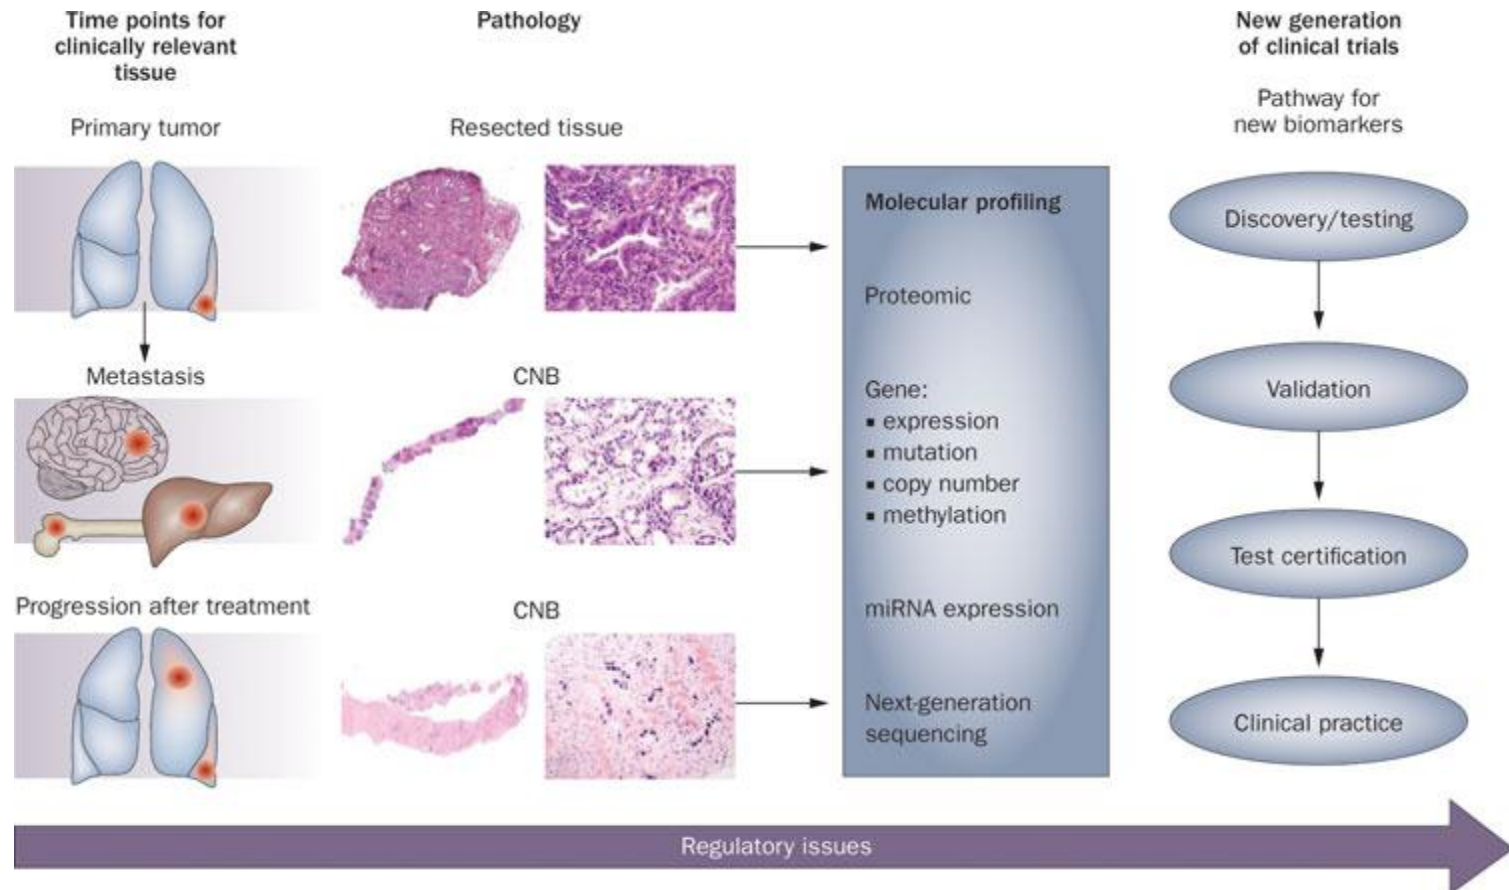 Time points for
clinically relevant
tissue
Pathology
New generation
of clinical trials
Pathway for
new biomarkers
Primary tumor
Resected tissue
Metastasis
CNB
Progression after treatment
CNB
Molecular profiling
Proteomic
Gene:
▪ expression
▪ mutation
▪ copy number
▪ methylation
miRNA expression
Next-generation
sequencing
Discovery/testing
Validation
Test certification
Clinical practice
Regulatory issues